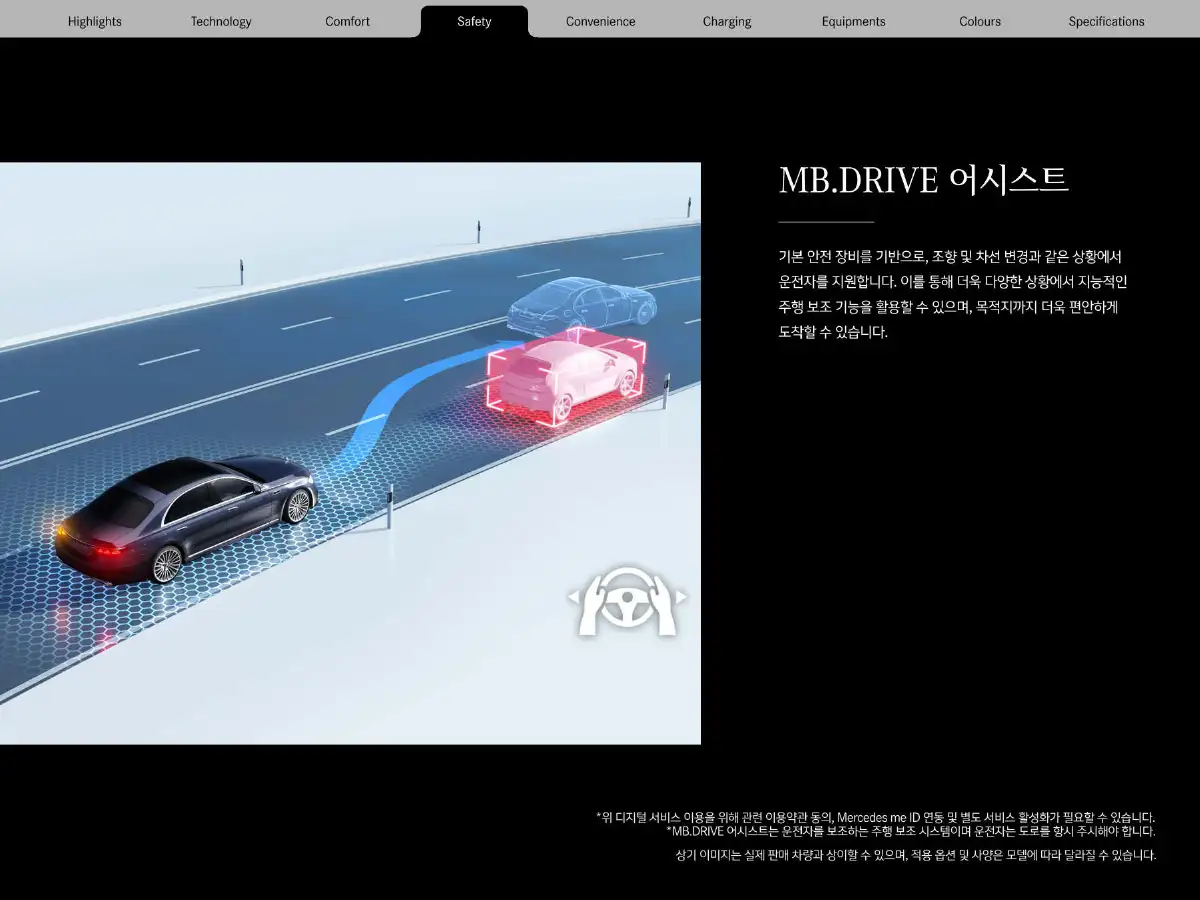 Highlights
Technology
Comfort
Safety
Convenience
Charging
Equipments
Colours
Specifications
MB.DRIVE 어시스트
기본 안전 장비를 기반으로, 조향 및 차선 변경과 같은 상황에서
운전자를 지원합니다. 이를 통해 더욱 다양한 상황에서 지능적인
주행 보조 기능을 활용할 수 있으며, 목적지까지 더욱 편안하게
도착할 수 있습니다.
*위 디지털 서비스 이용을 위해 관련 이용약관 동의, Mercedes me ID 연동 및 별도 서비스 활성화가 필요할 수 있습니다.
*MB.DRIVE 어시스트는 운전자를 보조하는 주행 보조 시스템이며 운전자는 도로를 항시 주시해야 합니다.
상기 이미지는 실제 판매 차량과 상이할 수 있으며, 적용 옵션 및 사양은 모델에 따라 달라질 수 있습니다.